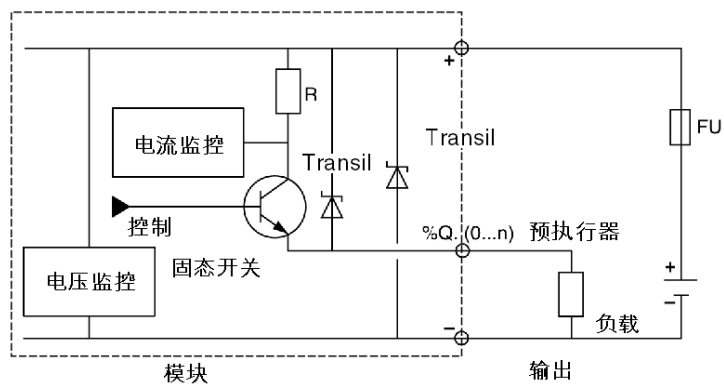 +
R
FU
电流监控
Transil
Transil
控制
%Q. (0...n)
预执行器
固态开关
电压监控
+
−
负载
−
模块
输出